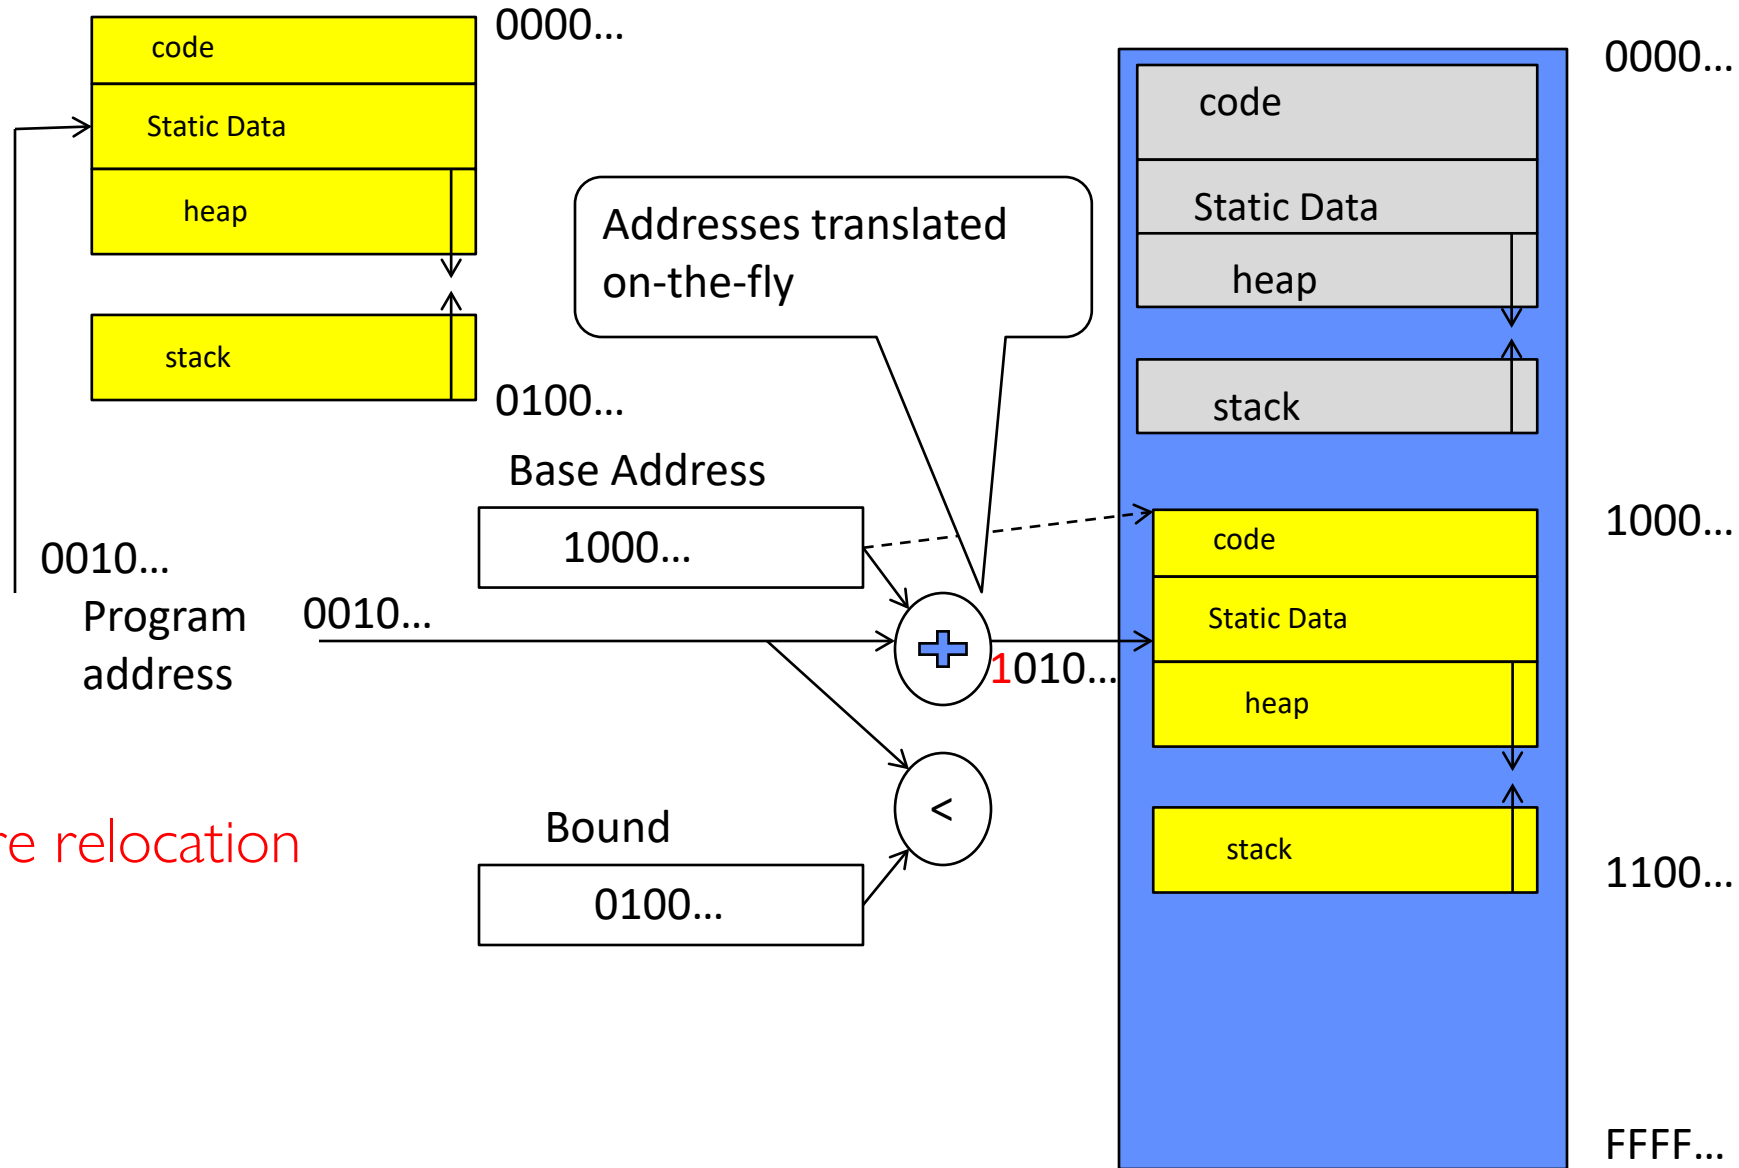 code
0000...
Static Data
heap
stack
0100...
Addresses translated
on-the-fly
Base Address
1000...
0010...
Program
address
0010...
1010...
<
re relocation
Bound
0100...
0000...
code
Static Data
heap
stack
1000...
code
Static Data
heap
stack
1100...
FFFF...